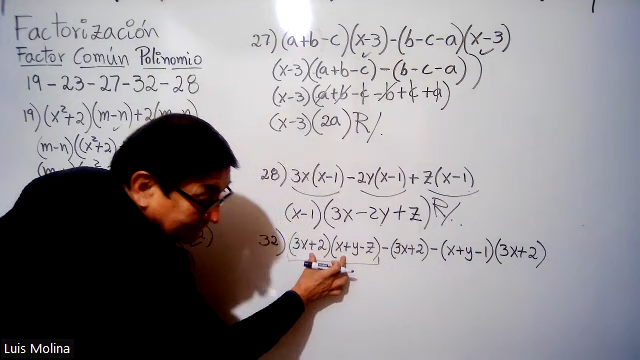 Factorización
Factor Común Polinomio
19-23-27-32-28
19) (x²+2)(m-n)+2(m-n)
(m-n)((x²+2)
27) (a+b-c)(x-3)-(b-c-a)(x-3)
(x-3)((a+b-c)-(b-c-a))
(x-3)(a+b-c-b+c+a)
(x-3)(2a) R/.
28) 3x(x-1)-2y(x-1)+z(x-1)
(x-1)(3x-2y+z) R/.
32) (3x+2)(x+y-z)-(3x+2)-(x+y-1)(3x+2)
Luis Molina